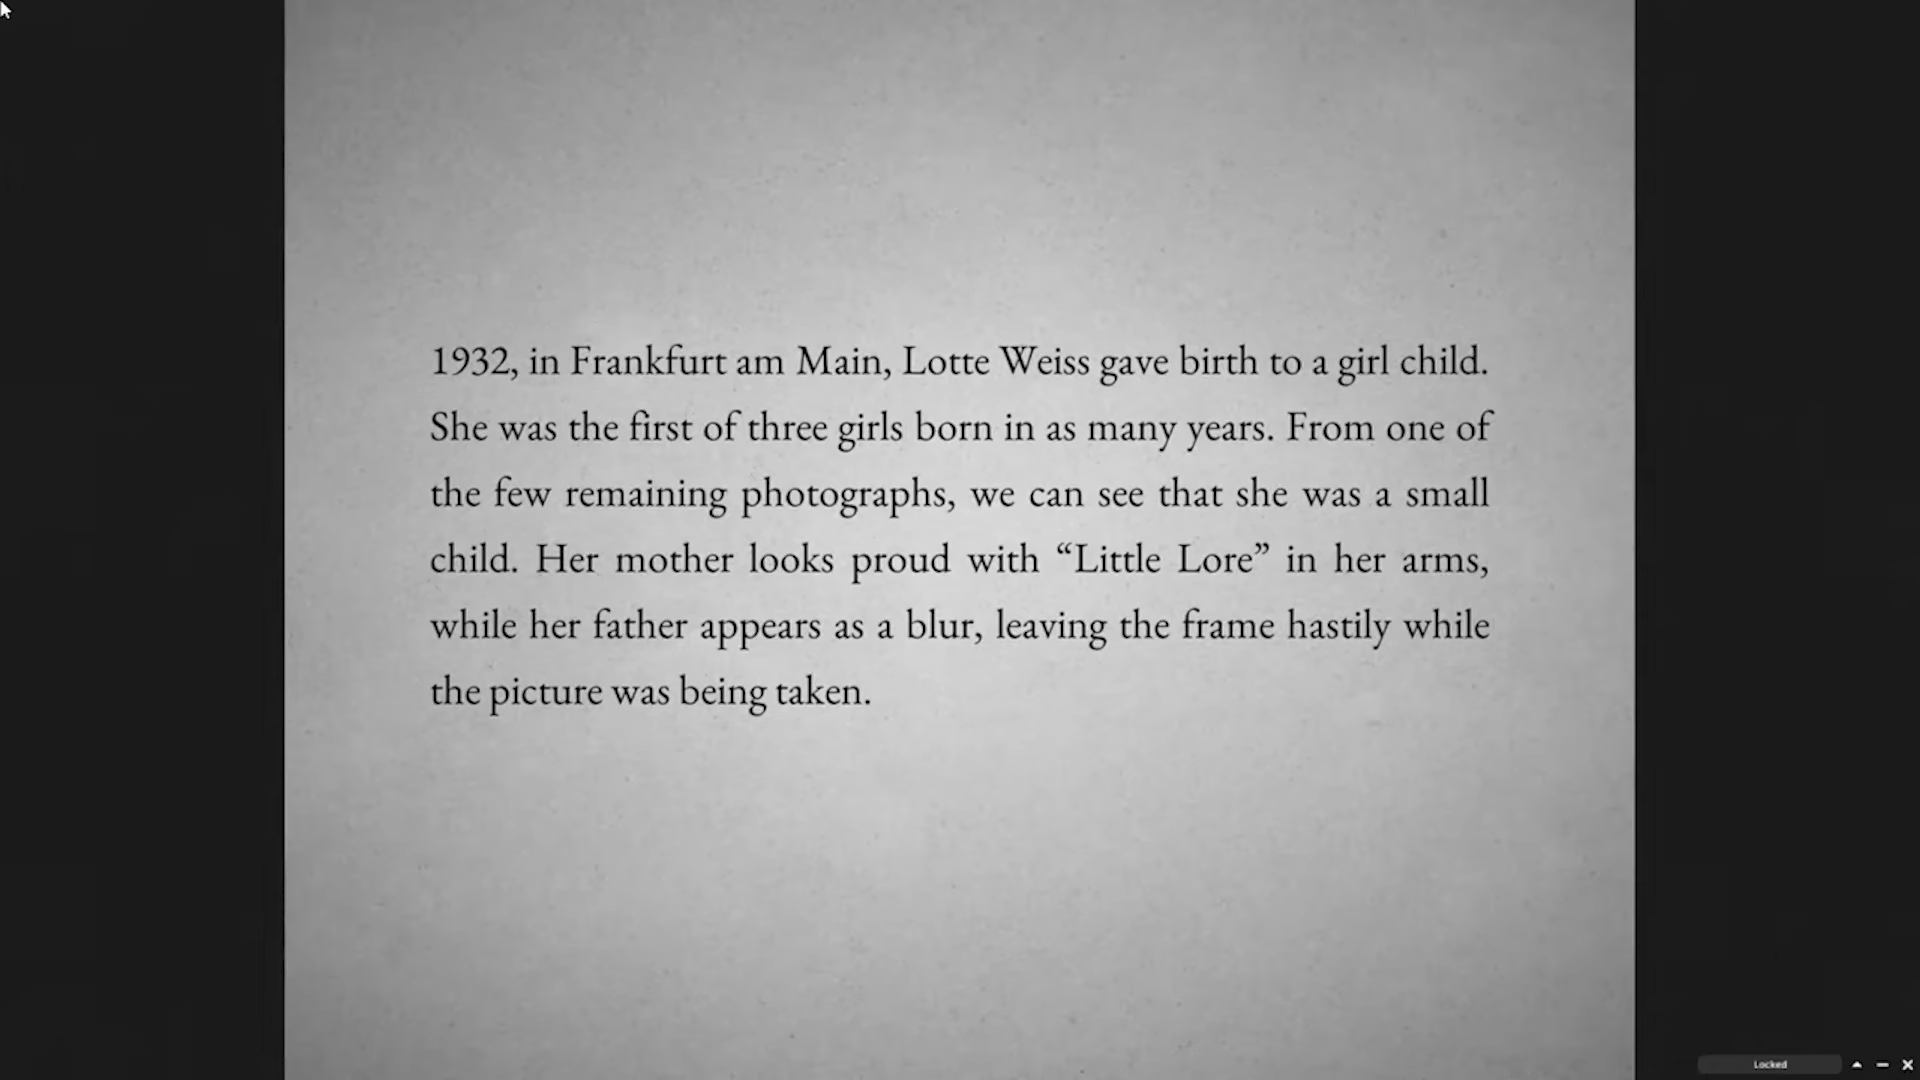 1932, in Frankfurt am Main, Lotte Weiss gave birth to a girl child.
She was the first of three girls born in as many years. From one of
the few remaining photographs, we can see that she was a small
child. Her mother looks proud with “Little Lore” in her arms,
while her father appears as a blur, leaving the frame hastily while
the picture was being taken.
Locked